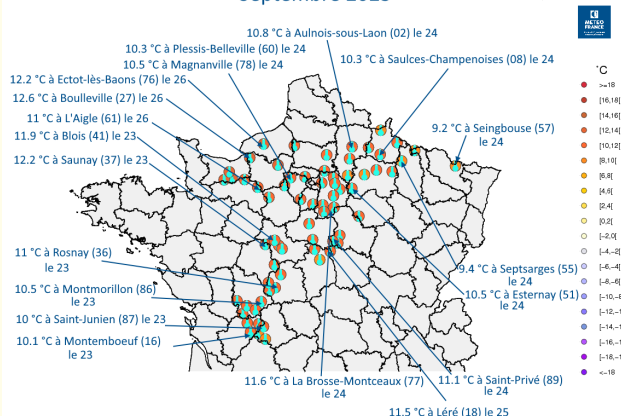 septembre 2025
METEO
FRANCE
10.8 °C à Aulnois-sous-Laon (02) le 24
10.3 °C à Plessis-Belleville (60) le 24
10.5 °C à Magnanville (78) le 24
10.3 °C à Saulces-Champenoises (08) le 24
12.2 °C à Ectot-lès-Baons (76) le 26
12.6 °C à Boulleville (27) le 26
11 °C à L'Aigle (61) le 26
11.9 °C à Blois (41) le 23
12.2 °C à Saunay (37) le 23
9.2 °C à Seingbouse (57)
le 24
11 °C à Rosnay (36)
le 23
10.5 °C à Montmorillon (86)
le 23
10 °C à Saint-Junien (87) le 23
10.1 °C à Montemboeuf (16)
le 23
9.4 °C à Septsarges (55)
le 24
10.5 °C à Esternay (51)
le 24
11.6 °C à La Brosse-Montceaux (77)
le 24
11.1 °C à Saint-Privé (89)
le 24
11.5 °C à Léré (18) le 25
°C
>=18
[16,18[
[14,16[
[12,14[
[10,12[
[8,10[
[6,8[
[4,6[
[2,4[
[0,2[
[−2,0[
[−4,−2[
[−6,−4[
[−8,−6[
[−10,−8
[−12,−1
[−14,−1
[−16,−1
[−18,−1
<−18